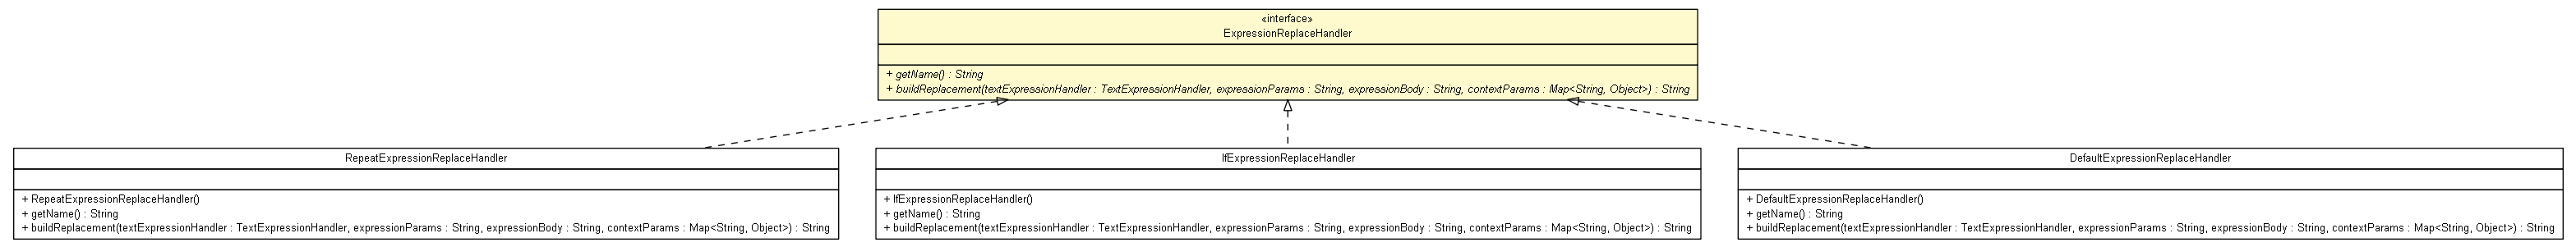 «interface»
ExpressionReplaceHandler
+ getName() : String
+ buildReplacement(textExpressionHandler : TextExpressionHandler, expressionParams : String, expressionBody : String, contextParams : Map<String, Object>) : String
RepeatExpressionReplaceHandler
+ RepeatExpressionReplaceHandler()
+ getName() : String
+ buildReplacement(textExpressionHandler : TextExpressionHandler, expressionParams : String, expressionBody : String, contextParams : Map<String, Object>) : String
IfExpressionReplaceHandler
+ IfExpressionReplaceHandler()
+ getName() : String
+ buildReplacement(textExpressionHandler : TextExpressionHandler, expressionParams : String, expressionBody : String, contextParams : Map<String, Object>) : String
DefaultExpressionReplaceHandler
+ DefaultExpressionReplaceHandler()
+ getName() : String
+ buildReplacement(textExpressionHandler : TextExpressionHandler, expressionParams : String, expressionBody : String, contextParams : Map<String, Object>) : String